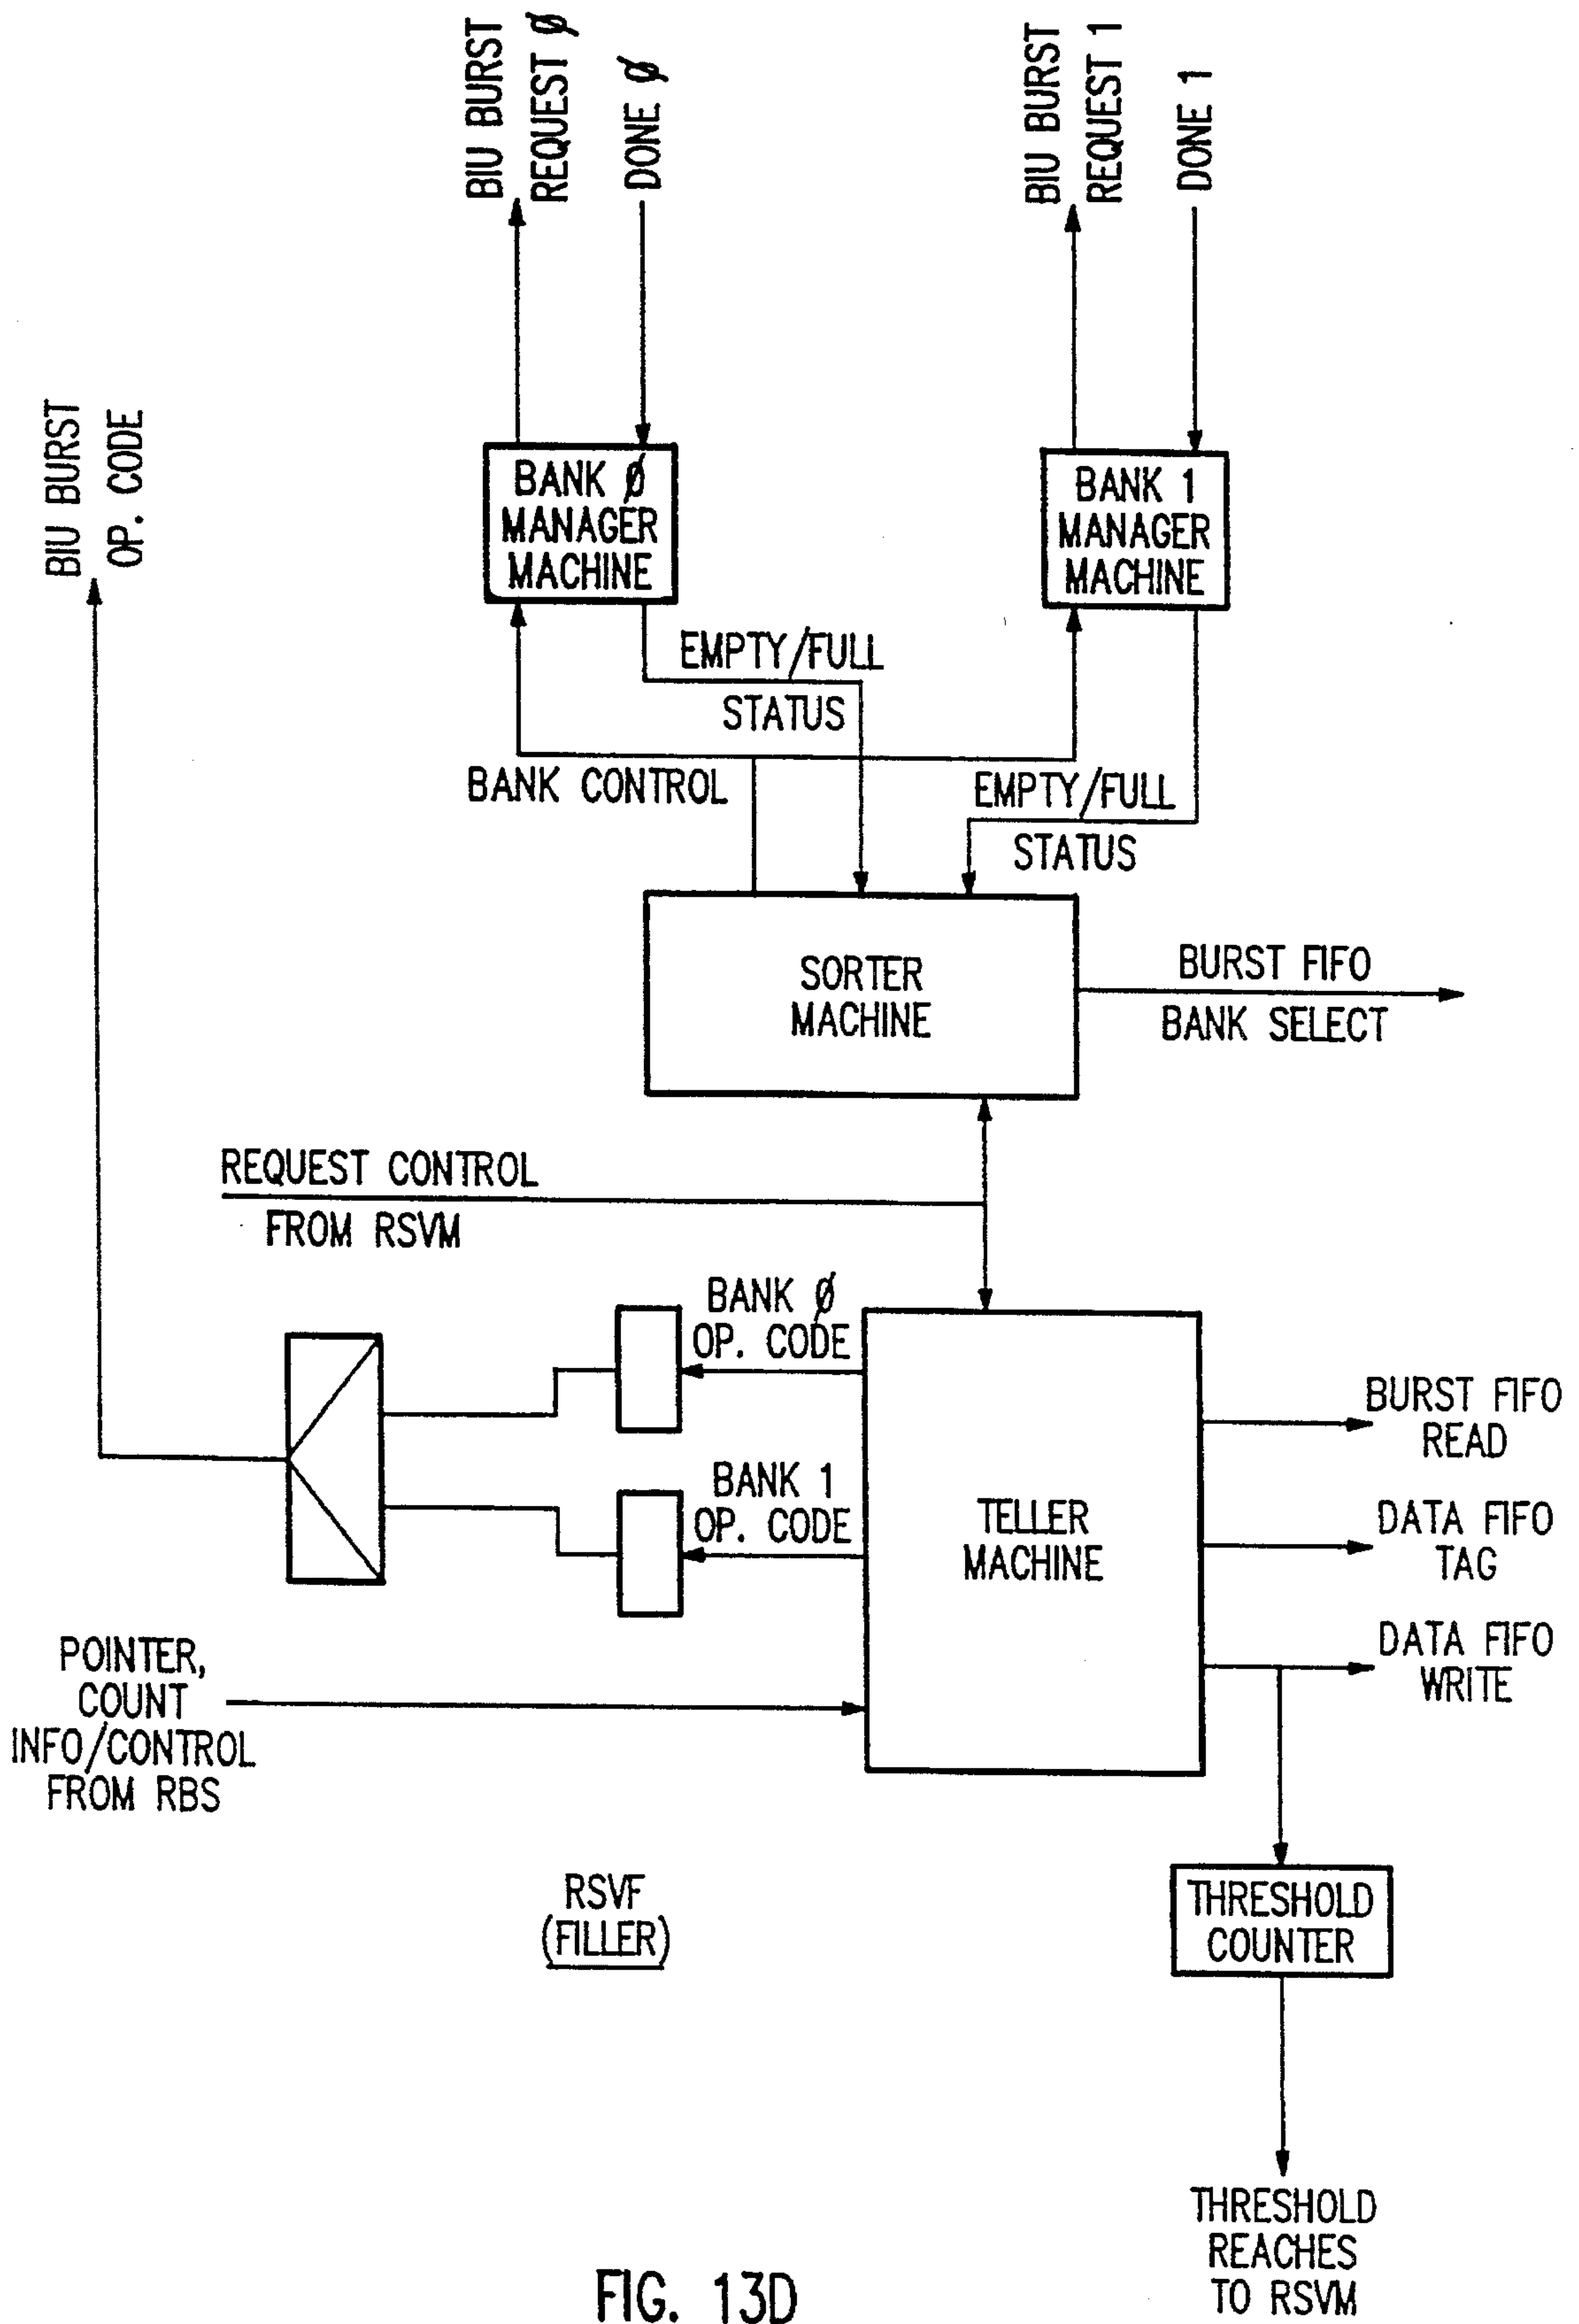 BIU BURST
REQUEST Ø
DONE Ø
BIU BURST
REQUEST 1
DONE 1
BIU BURST
OP. CODE
BANK Ø
MANAGER
MACHINE
BANK 1
MANAGER
MACHINE
EMPTY/FULL
STATUS
BANK CONTROL
EMPTY/FULL
STATUS
SORTER
MACHINE
BURST FIFO
BANK SELECT
REQUEST CONTROL
FROM RSVM
BANK Ø
OP. CODE
BANK 1
OP. CODE
TELLER
MACHINE
BURST FIFO
READ
DATA FIFO
TAG
DATA FIFO
WRITE
POINTER,
COUNT
INFO/CONTROL
FROM RBS
RSVF
(FILLER)
THRESHOLD
COUNTER
THRESHOLD
REACHES
TO RSVM
FIG. 13D